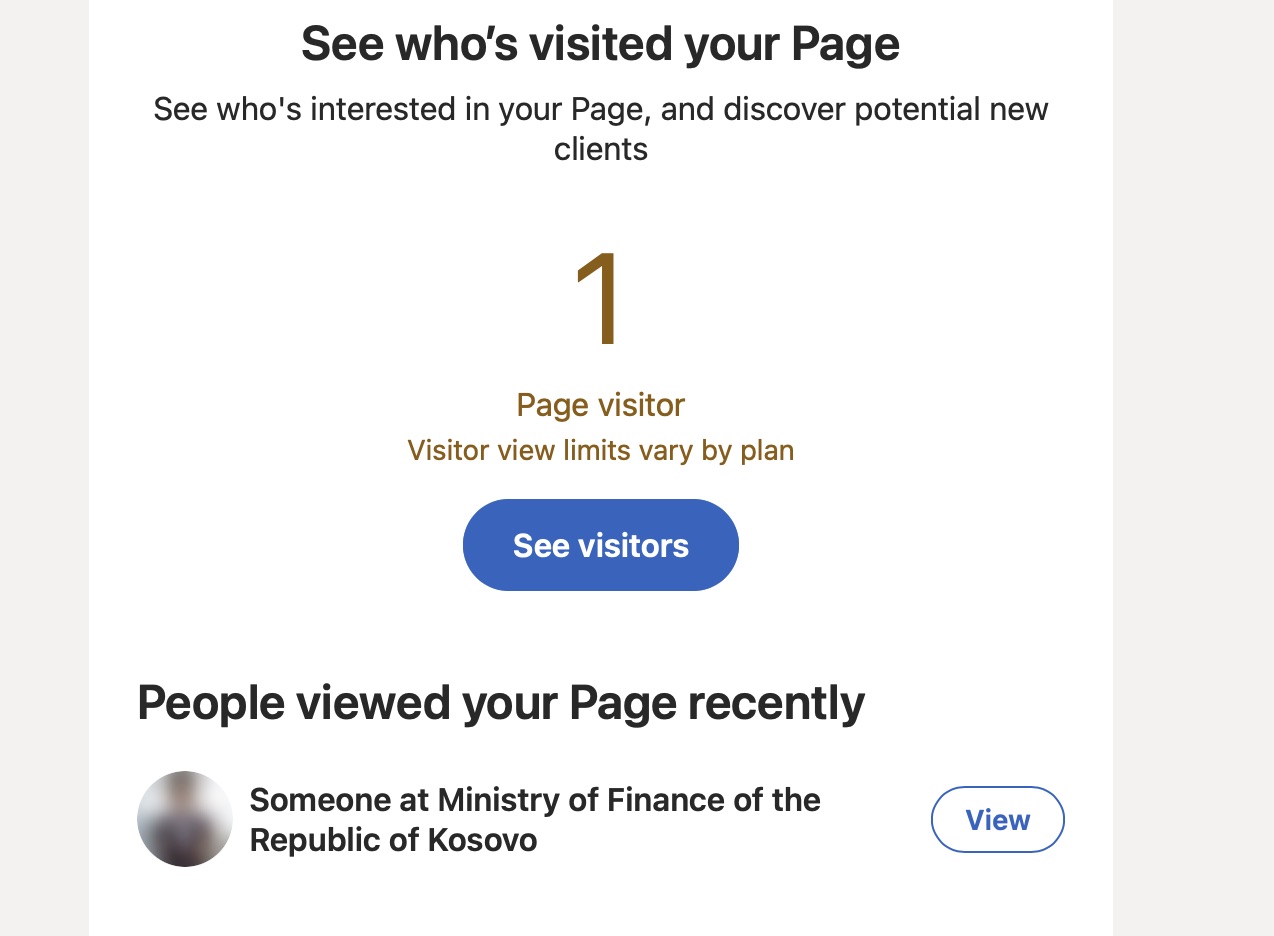 See who’s visited your Page
See who's interested in your Page, and discover potential new
clients
1
Page visitor
Visitor view limits vary by plan
See visitors
People viewed your Page recently
Someone at Ministry of Finance of the
Republic of Kosovo
View